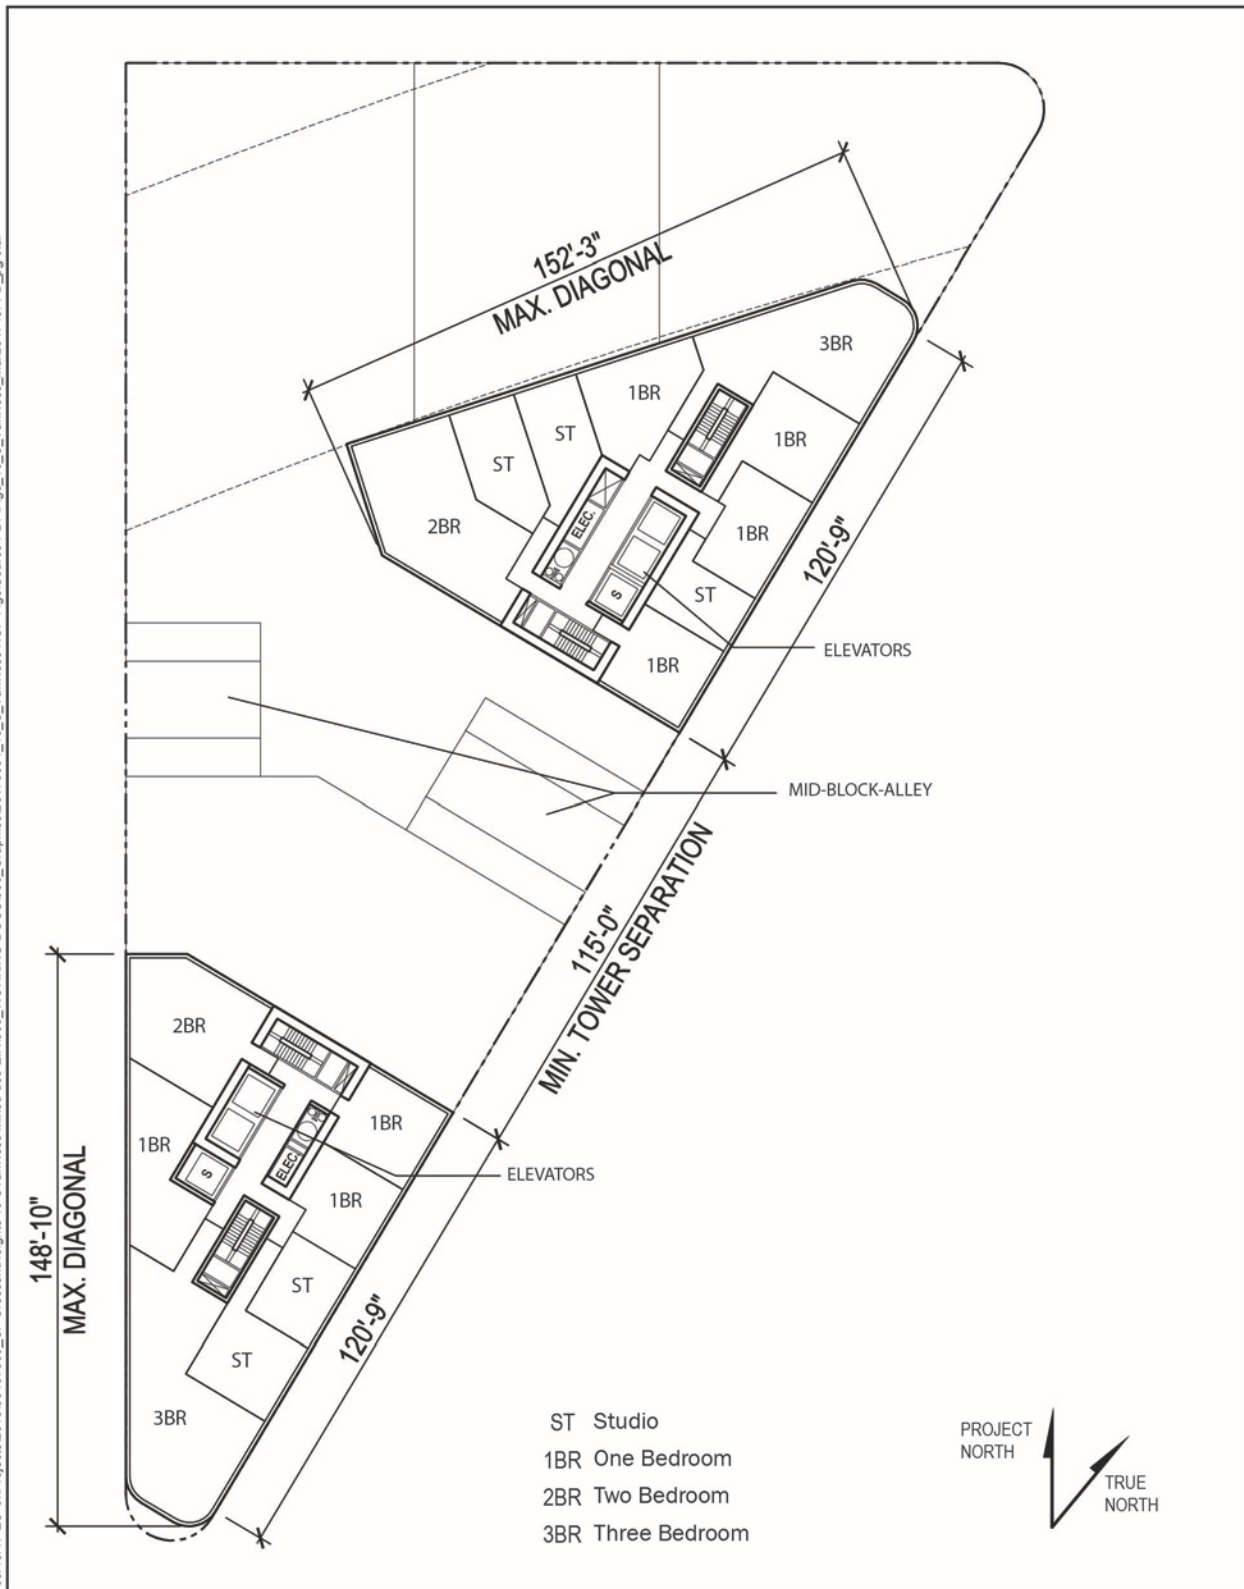 152'-3"
MAX. DIAGONAL
3BR
1BR
1BR
ST
ST
2BR
ELEC.
1BR
S
ST
1BR
120'-9"
ELEVATORS
MID-BLOCK-ALLEY
115'-0"
MIN. TOWER SEPARATION
2BR
1BR
1BR
S
ELEC.
ELEVATORS
1BR
148'-10"
MAX. DIAGONAL
ST
120'-9"
ST
3BR
ST Studio
1BR One Bedroom
2BR Two Bedroom
3BR Three Bedroom
PROJECT
NORTH
TRUE
NORTH